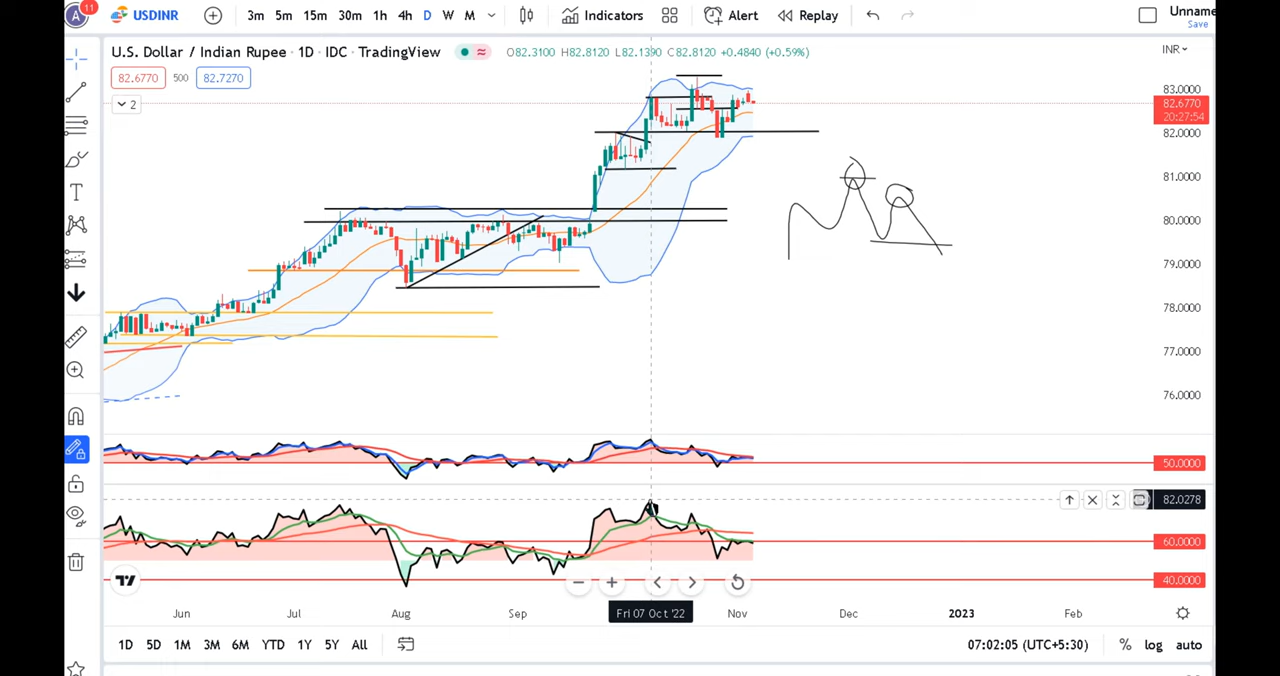 A 11 USDINR 3m 5m 15m 30m 1h 4h D W M Indicators Alert Replay Unname
Save
U.S. Dollar / Indian Rupee · 1D · IDC · TradingView O82.3100 H82.8120 L82.1390 C82.8120 +0.4840 (+0.59%) INR
82.6770 500 82.7270
2
83.0000
82.6770
20:27:54
82.0000
81.0000
80.0000
79.0000
78.0000
77.0000
76.0000
50.0000
82.0278
60.0000
40.0000
Jun Jul Aug Sep Fri 07 Oct '22 Nov Dec 2023 Feb
1D 5D 1M 3M 6M YTD 1Y 5Y All 07:02:05 (UTC+5:30) % log auto